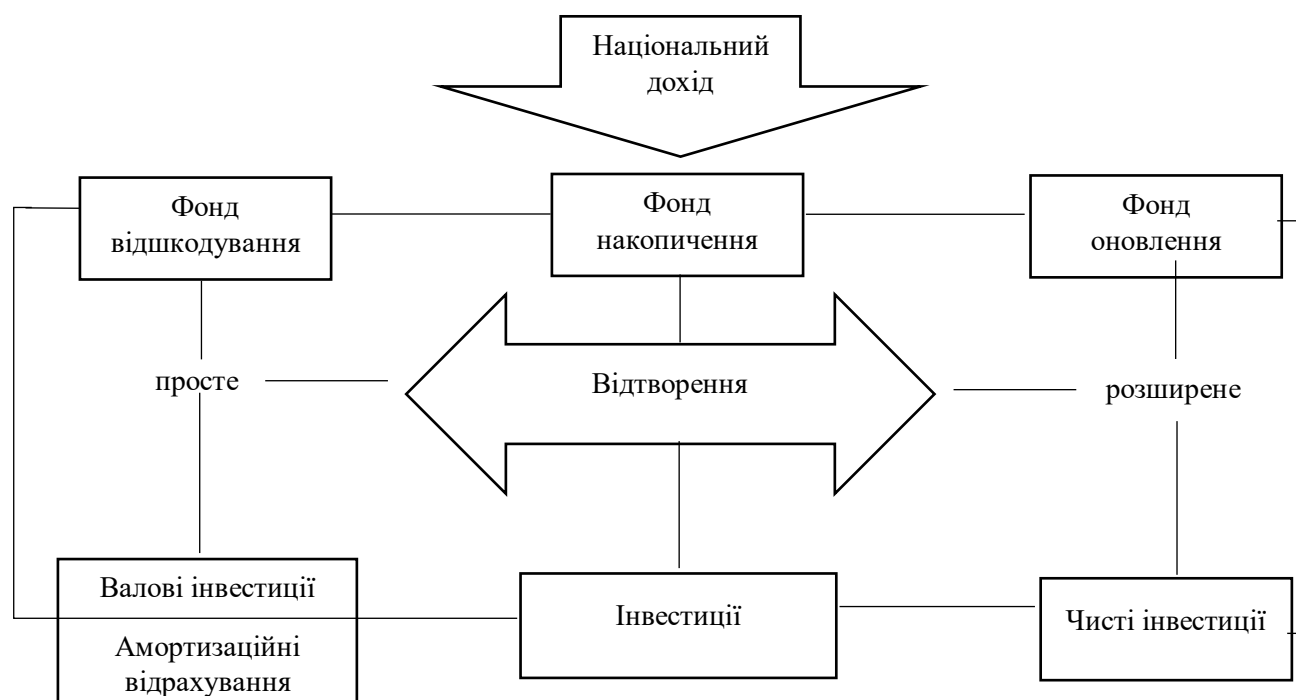 Національний
дохід
Фонд
відшкодування
Фонд
накопичення
Фонд
оновлення
просте
Відтворення
розширене
Валові інвестиції
Інвестиції
Чисті інвестиції
Амортизаційні
відрахування